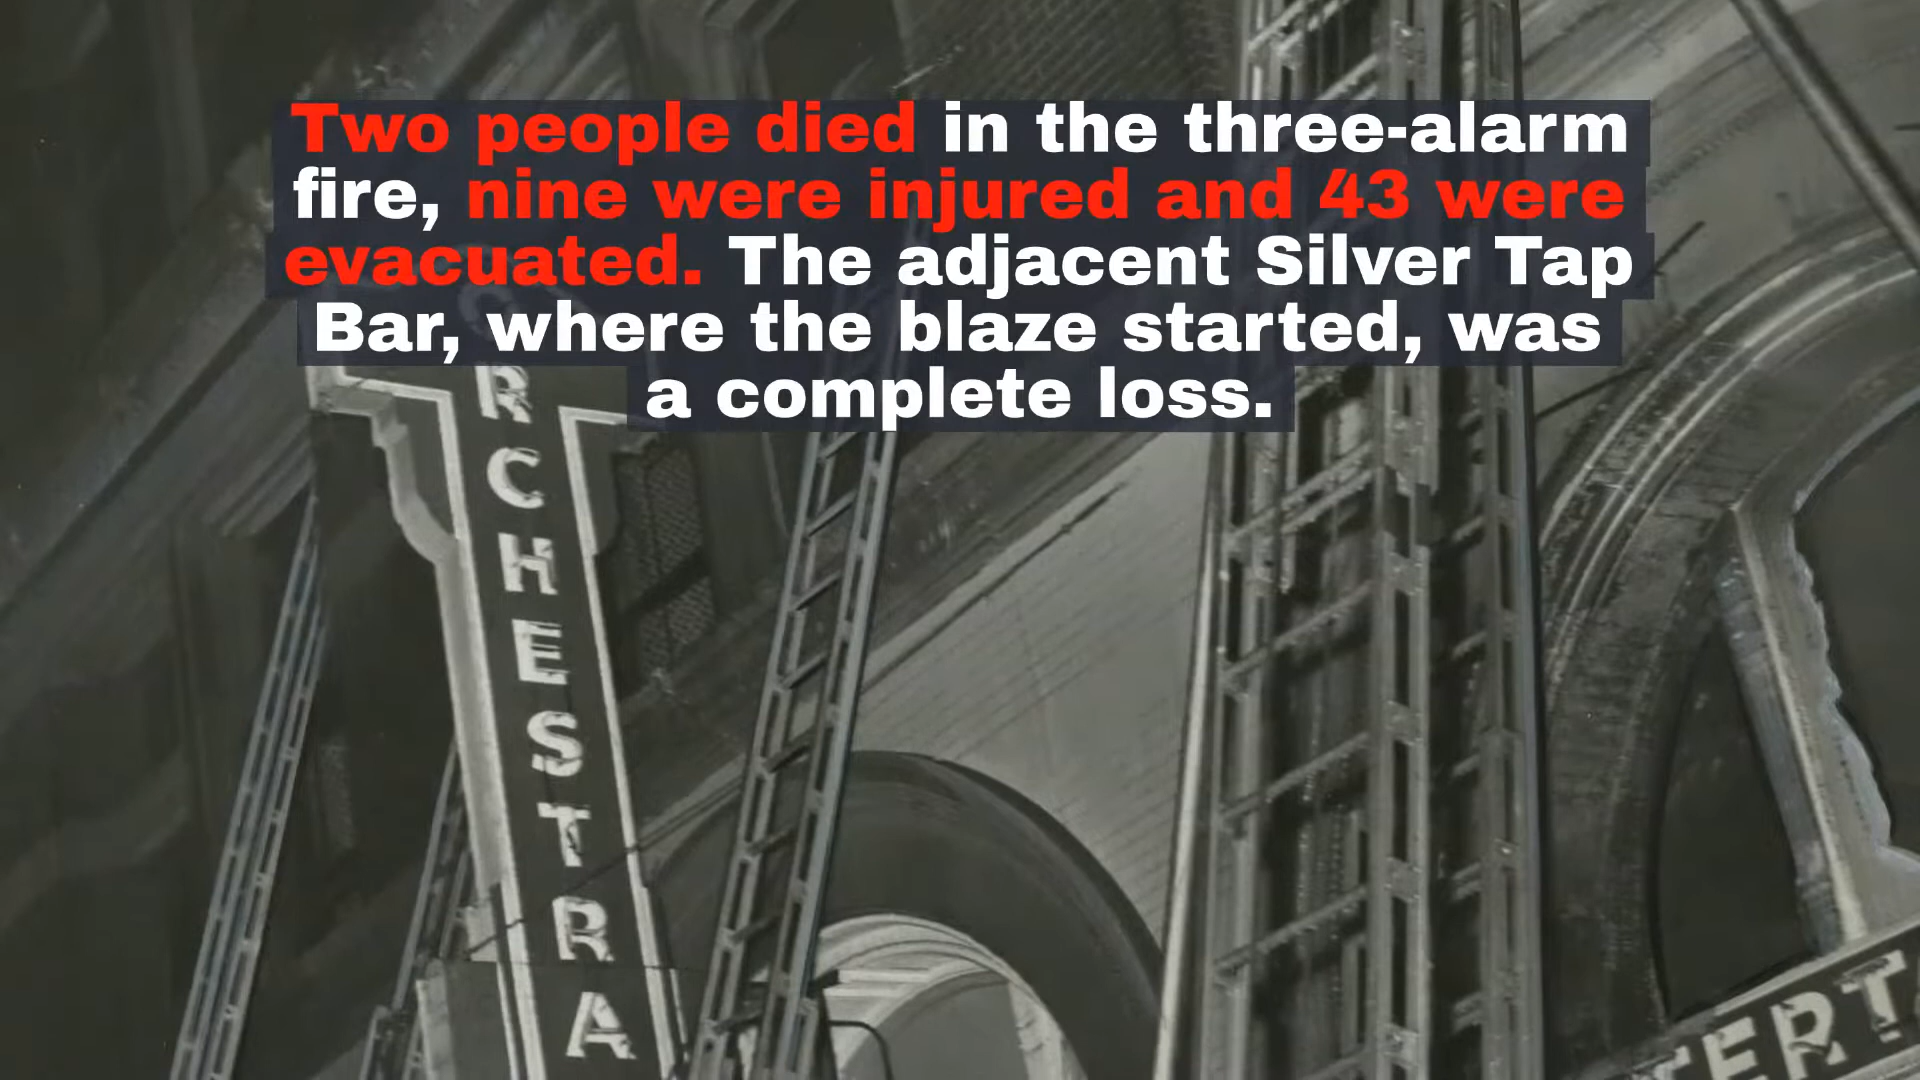 Two people died in the three-alarm
fire, nine were injured and 43 were
evacuated. The adjacent Silver Tap
Bar, where the blaze started, was
a complete loss.
ORCHESTRA